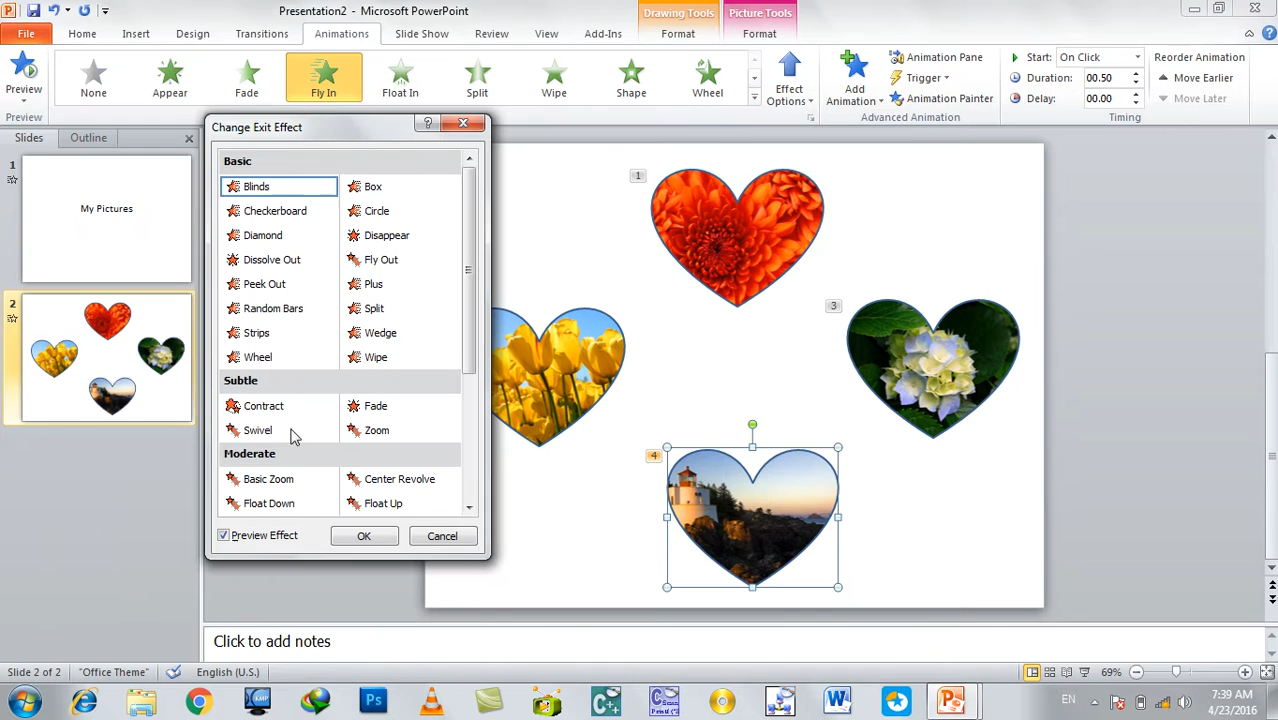 Presentation2 - Microsoft PowerPoint
Drawing Tools
Picture Tools
File
Home
Insert
Design
Transitions
Animations
Slide Show
Review
View
Add-Ins
Format
Format
Preview
Preview
None
Appear
Fade
Fly In
Float In
Split
Wipe
Shape
Wheel
Effect
Options
Add
Animation
Animation Pane
Trigger
Animation Painter
Advanced Animation
Start: On Click
Duration: 00.50
Delay: 00.00
Timing
Reorder Animation
Move Earlier
Move Later
Slides
Outline
1
My Pictures
2
Change Exit Effect
Basic
Blinds
Box
Checkerboard
Circle
Diamond
Disappear
Dissolve Out
Fly Out
Peek Out
Plus
Random Bars
Split
Strips
Wedge
Wheel
Wipe
Subtle
Contract
Fade
Swivel
Zoom
Moderate
Basic Zoom
Center Revolve
Float Down
Float Up
Preview Effect
OK
Cancel
1
3
4
Click to add notes
Slide 2 of 2
"Office Theme"
English (U.S.)
69%
EN
7:39 AM
4/23/2016